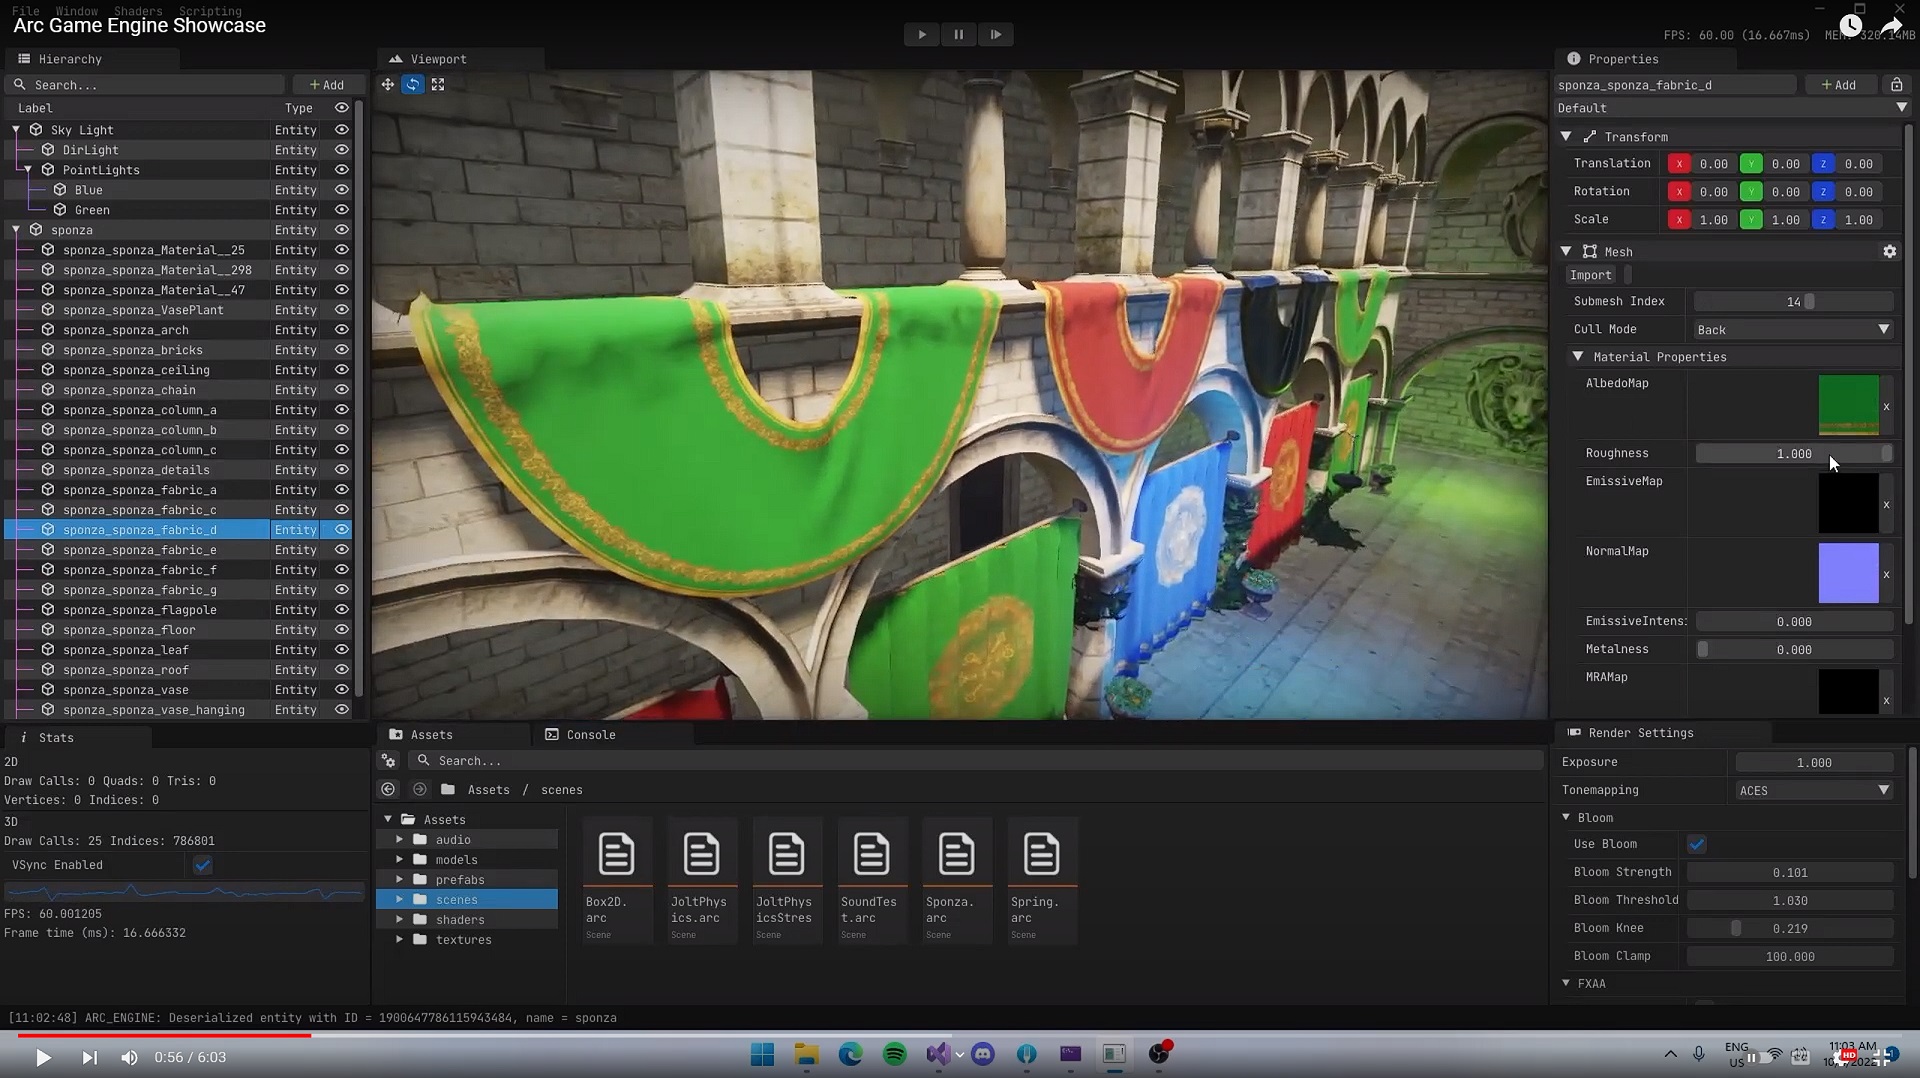 File Window Shaders Scripting
Arc Game Engine Showcase
FPS: 60.00 (16.667ms) MEM: 320.14MB
Hierarchy
Search...
Add
Label Type
Sky Light Entity
DirLight Entity
PointLights Entity
Blue Entity
Green Entity
sponza Entity
sponza_sponza_Material__25 Entity
sponza_sponza_Material__298 Entity
sponza_sponza_Material__47 Entity
sponza_sponza_VasePlant Entity
sponza_sponza_arch Entity
sponza_sponza_bricks Entity
sponza_sponza_ceiling Entity
sponza_sponza_chain Entity
sponza_sponza_column_a Entity
sponza_sponza_column_b Entity
sponza_sponza_column_c Entity
sponza_sponza_details Entity
sponza_sponza_fabric_a Entity
sponza_sponza_fabric_c Entity
sponza_sponza_fabric_d Entity
sponza_sponza_fabric_e Entity
sponza_sponza_fabric_f Entity
sponza_sponza_fabric_g Entity
sponza_sponza_flagpole Entity
sponza_sponza_floor Entity
sponza_sponza_leaf Entity
sponza_sponza_roof Entity
sponza_sponza_vase Entity
sponza_sponza_vase_hanging Entity
Viewport
Properties
sponza_sponza_fabric_d
Add
Default
Transform
Translation X 0.00 Y 0.00 Z 0.00
Rotation X 0.00 Y 0.00 Z 0.00
Scale X 1.00 Y 1.00 Z 1.00
Mesh
Import
Submesh Index 14
Cull Mode Back
Material Properties
AlbedoMap x
Roughness 1.000
EmissiveMap x
NormalMap x
EmissiveIntens: 0.000
Metalness 0.000
MRAMap x
Stats
2D
Draw Calls: 0 Quads: 0 Tris: 0
Vertices: 0 Indices: 0
3D
Draw Calls: 25 Indices: 786801
VSync Enabled
FPS: 60.001205
Frame time (ms): 16.666332
Assets
Console
Search...
Assets / scenes
Assets
audio
models
prefabs
scenes
shaders
textures
Box2D.
arc
Scene
JoltPhys
ics.arc
Scene
JoltPhys
icsStres
Scene
SoundTes
t.arc
Scene
Sponza.
arc
Scene
Spring.
arc
Scene
Render Settings
Exposure 1.000
Tonemapping ACES
Bloom
Use Bloom
Bloom Strength 0.101
Bloom Threshold 1.030
Bloom Knee 0.219
Bloom Clamp 100.000
FXAA
[11:02:48] ARC_ENGINE: Deserialized entity with ID = 1900647786115943484, name = sponza
0:56 / 6:03
ENG
US
11:03 AM
HD